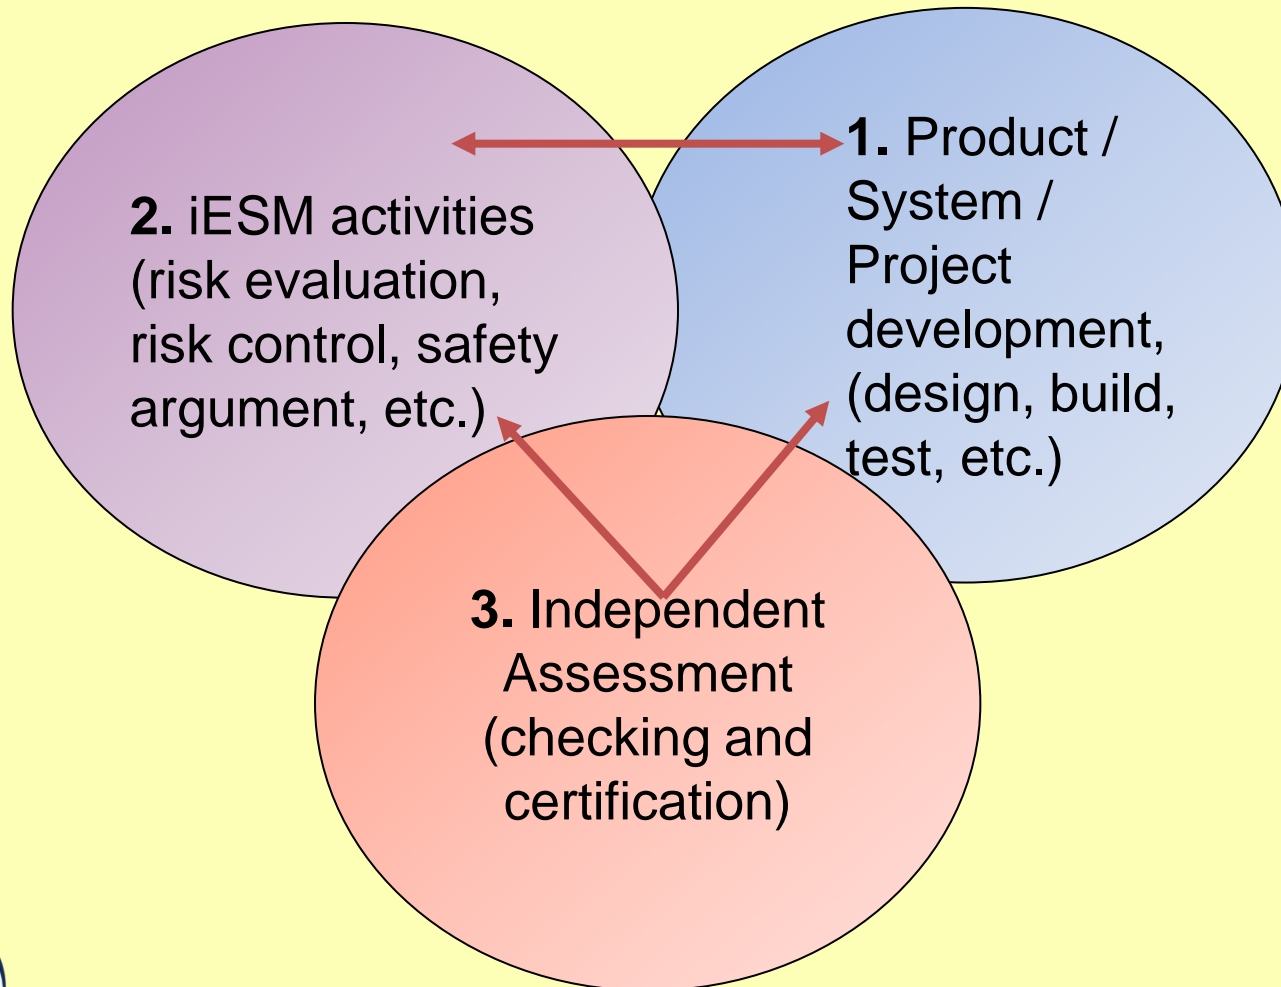 1. Product /
System /
Project
development,
(design, build,
test, etc.)
2. iESM activities
(risk evaluation,
risk control, safety
argument, etc.)
3. Independent
Assessment
(checking and
certification)